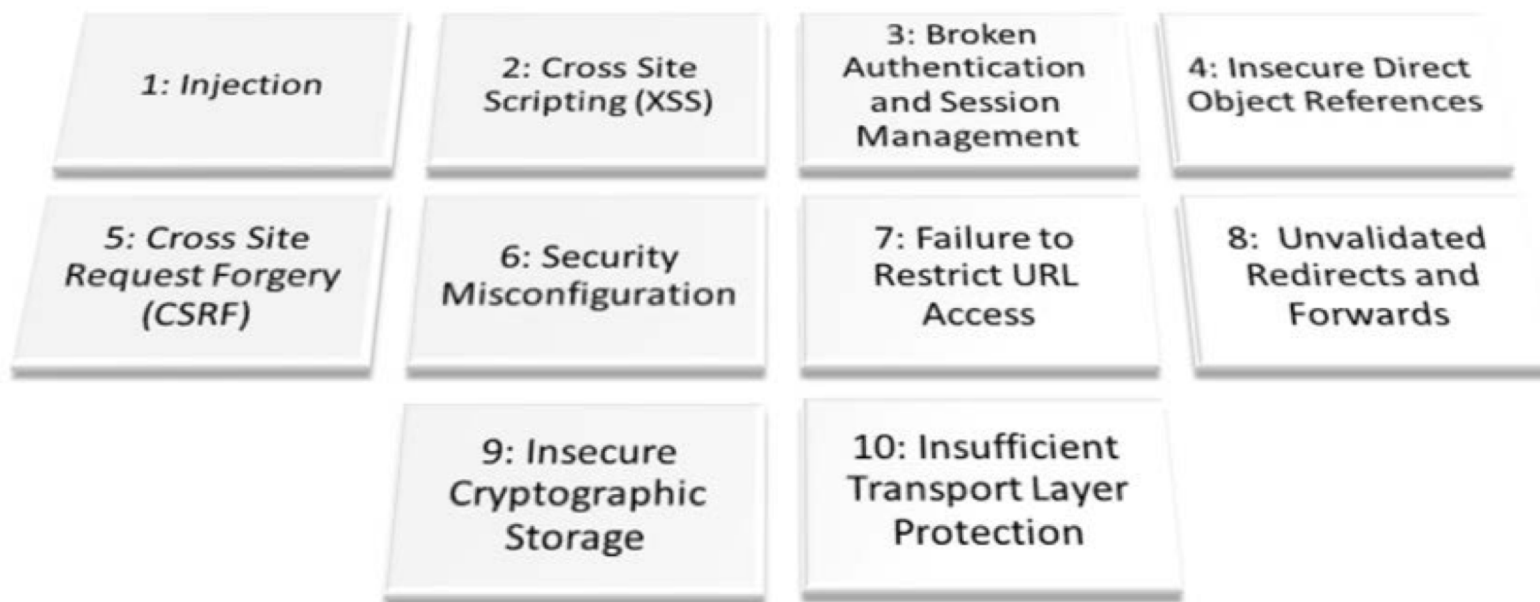 1: Injection
2: Cross Site
Scripting (XSS)
3: Broken
Authentication
and Session
Management
4: Insecure Direct
Object References
5: Cross Site
Request Forgery
(CSRF)
6: Security
Misconfiguration
7: Failure to
Restrict URL
Access
8: Unvalidated
Redirects and
Forwards
9: Insecure
Cryptographic
Storage
10: Insufficient
Transport Layer
Protection